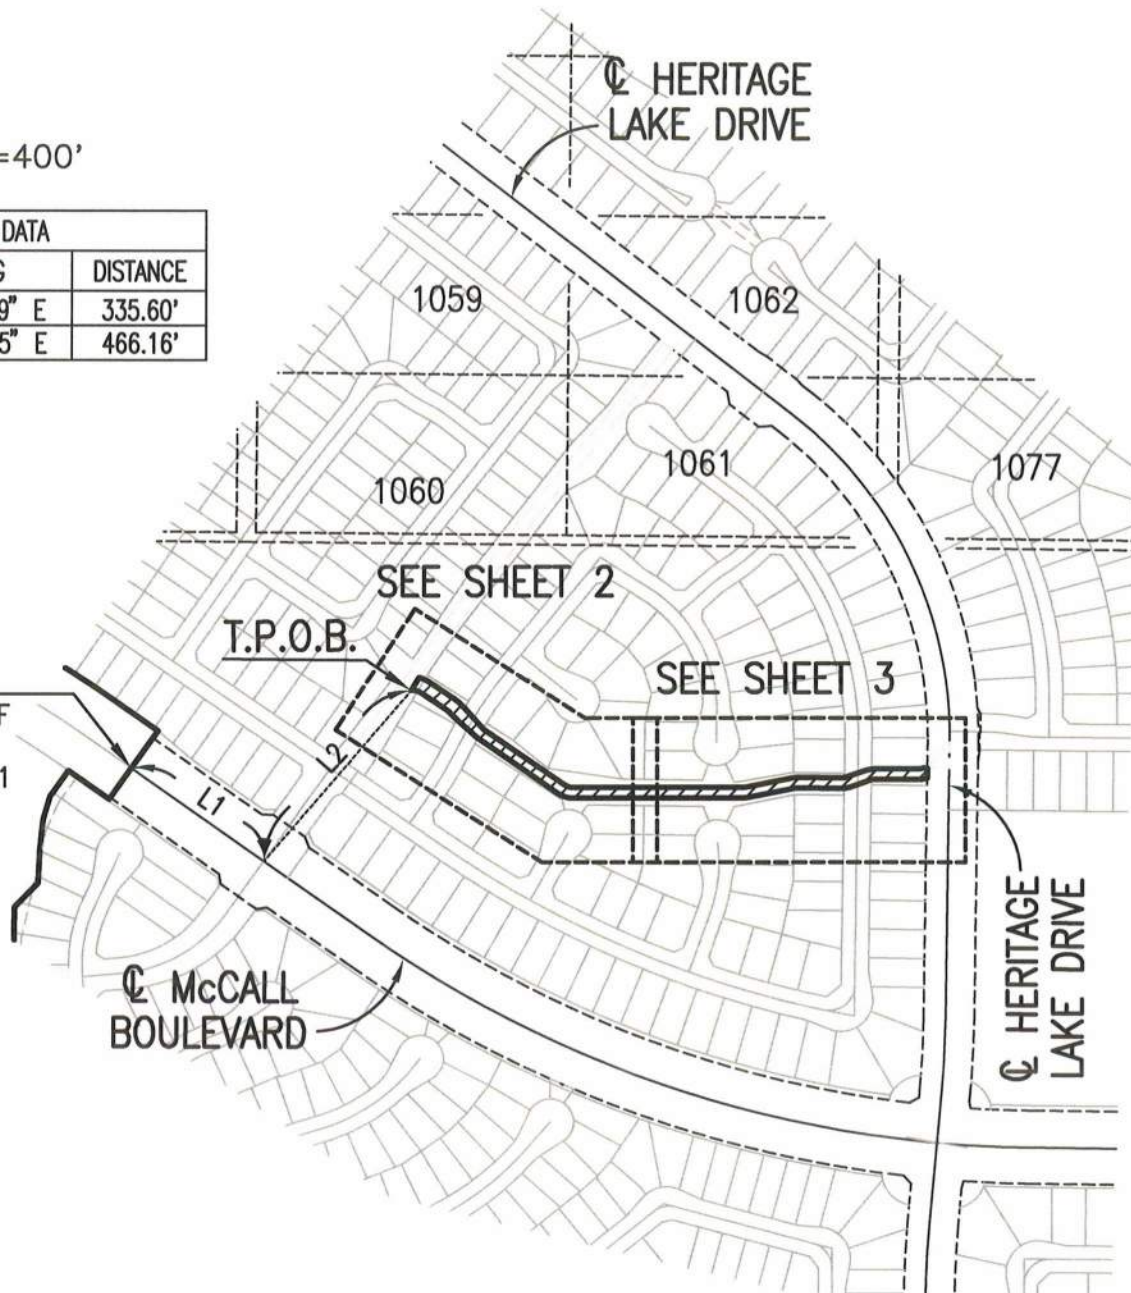 ℄ HERITAGE
LAKE DRIVE
=400'
DATA
G DISTANCE
9" E 335.60'
5" E 466.16'
1059
1062
1061
1077
1060
SEE SHEET 2
T.P.O.B.
SEE SHEET 3
F
1
L2
L1
℄ McCALL
BOULEVARD
℄ HERITAGE
LAKE DRIVE